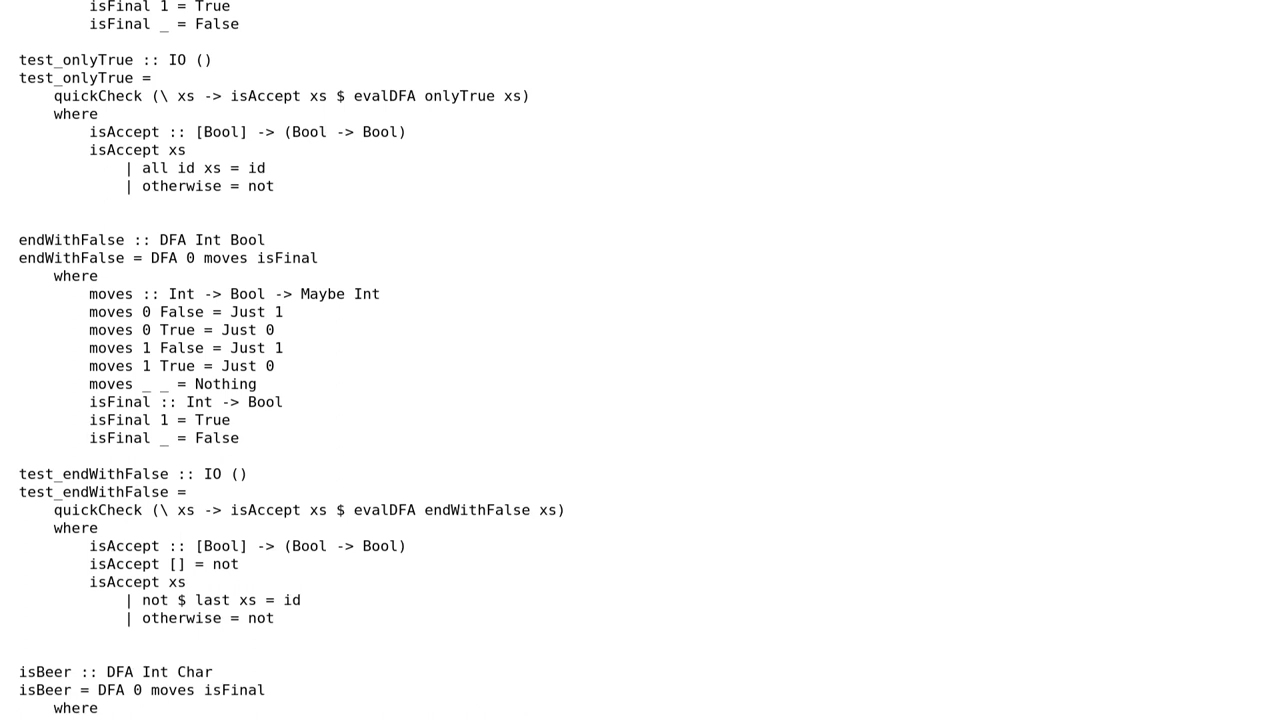 isFinal 1 = True
isFinal _ = False
test_onlyTrue :: IO ()
test_onlyTrue =
quickCheck (\ xs -> isAccept xs $ evalDFA onlyTrue xs)
where
isAccept :: [Bool] -> (Bool -> Bool)
isAccept xs
| all id xs = id
| otherwise = not
endWithFalse :: DFA Int Bool
endWithFalse = DFA 0 moves isFinal
where
moves :: Int -> Bool -> Maybe Int
moves 0 False = Just 1
moves 0 True = Just 0
moves 1 False = Just 1
moves 1 True = Just 0
moves _ _ = Nothing
isFinal :: Int -> Bool
isFinal 1 = True
isFinal _ = False
test_endWithFalse :: IO ()
test_endWithFalse =
quickCheck (\ xs -> isAccept xs $ evalDFA endWithFalse xs)
where
isAccept :: [Bool] -> (Bool -> Bool)
isAccept [] = not
isAccept xs
| not $ last xs = id
| otherwise = not
isBeer :: DFA Int Char
isBeer = DFA 0 moves isFinal
where